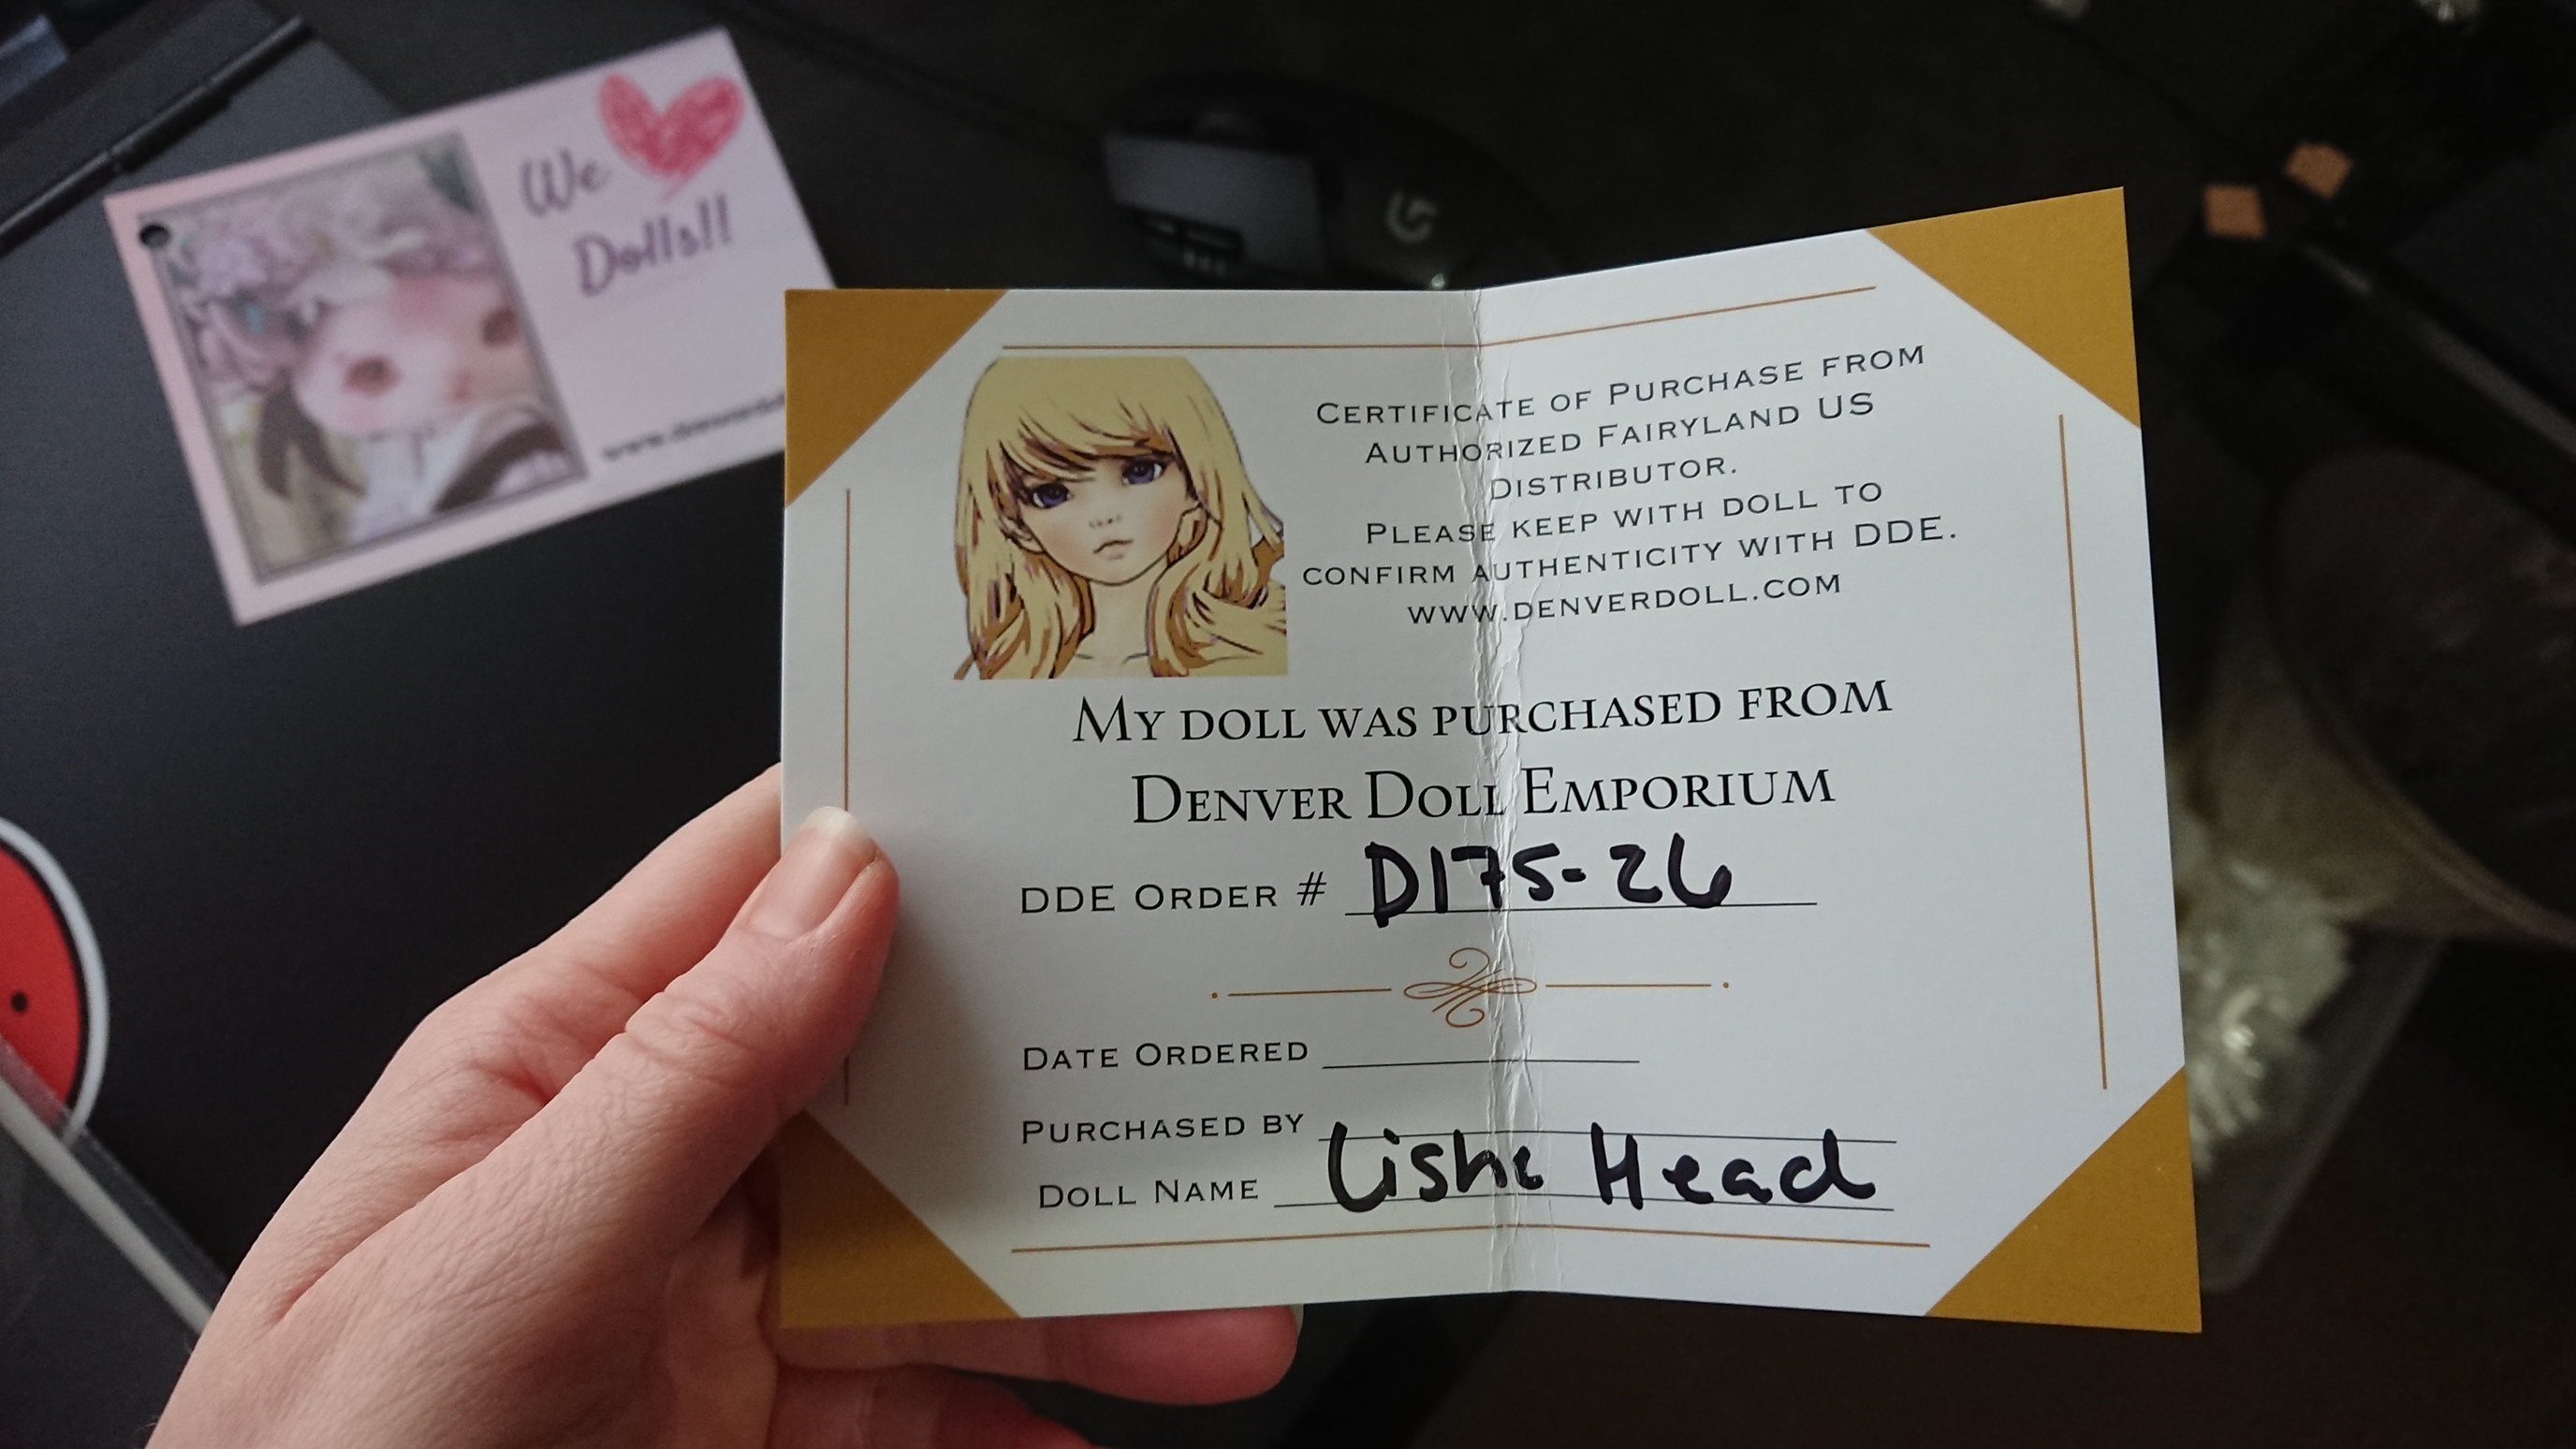 We
Dolls!!
CERTIFICATE OF PURCHASE FROM
AUTHORIZED FAIRYLAND US
DISTRIBUTOR.
PLEASE KEEP WITH DOLL TO
CONFIRM AUTHENTICITY WITH DDE.
WWW.DENVERDOLL.COM
MY DOLL WAS PURCHASED FROM
DENVER DOLL EMPORIUM
DDE ORDER # D175-26
DATE ORDERED
PURCHASED BY
DOLL NAME Lishe Head